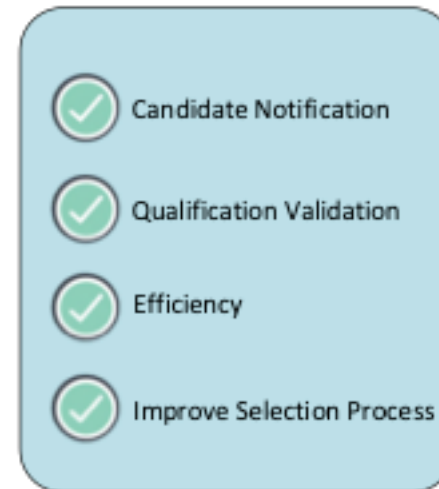 Candidate Notification
Qualification Validation
Efficiency
Improve Selection Process